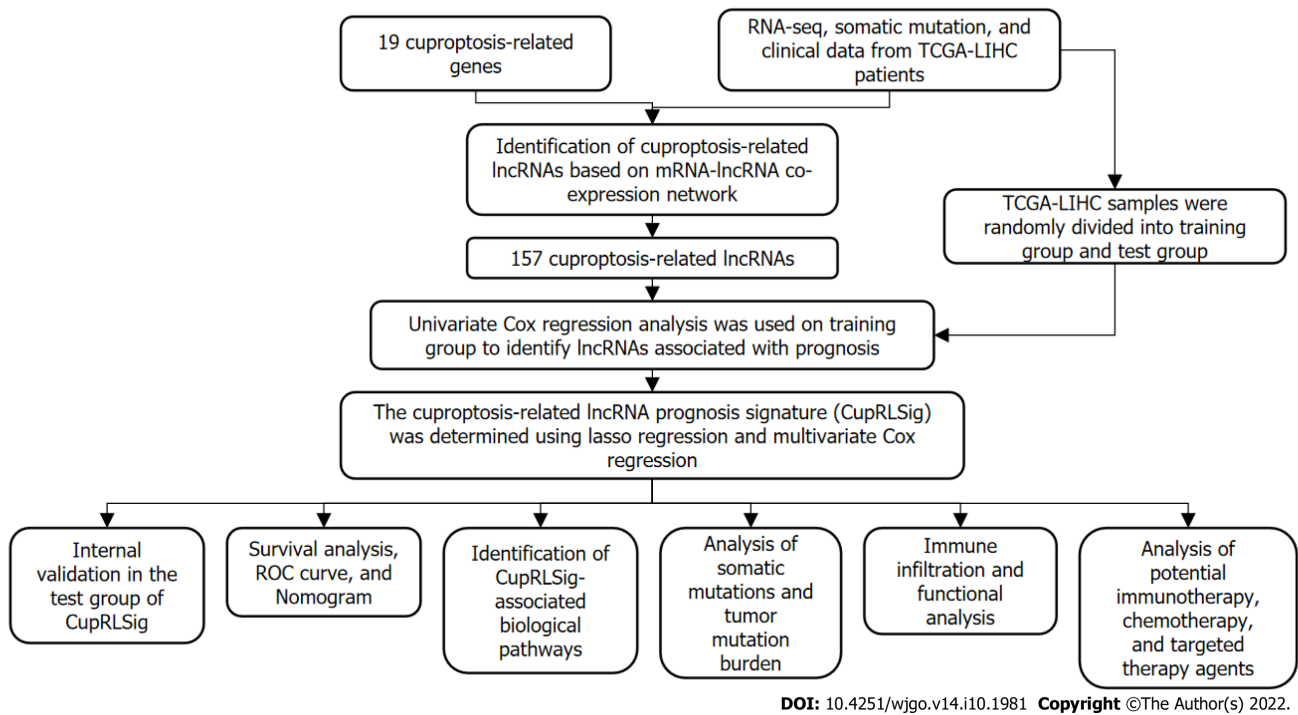 19 cuproptosis-related
genes
RNA-seq, somatic mutation, and
clinical data from TCGA-LIHC
patients
Identification of cuproptosis-related
lncRNAs based on mRNA-lncRNA co-
expression network
TCGA-LIHC samples were
randomly divided into training
group and test group
157 cuproptosis-related lncRNAs
Univariate Cox regression analysis was used on training
group to identify lncRNAs associated with prognosis
The cuproptosis-related lncRNA prognosis signature (CupRLSig)
was determined using lasso regression and multivariate Cox
regression
Internal
validation in the
test group of
CupRLSig
Survival analysis,
ROC curve, and
Nomogram
Identification of
CupRLSig-
associated
biological
pathways
Analysis of
somatic
mutations and
tumor
mutation
burden
Immune
infiltration and
functional
analysis
Analysis of
potential
immunotherapy,
chemotherapy,
and targeted
therapy agents
DOI: 10.4251/wjgo.v14.i10.1981 Copyright ©The Author(s) 2022.